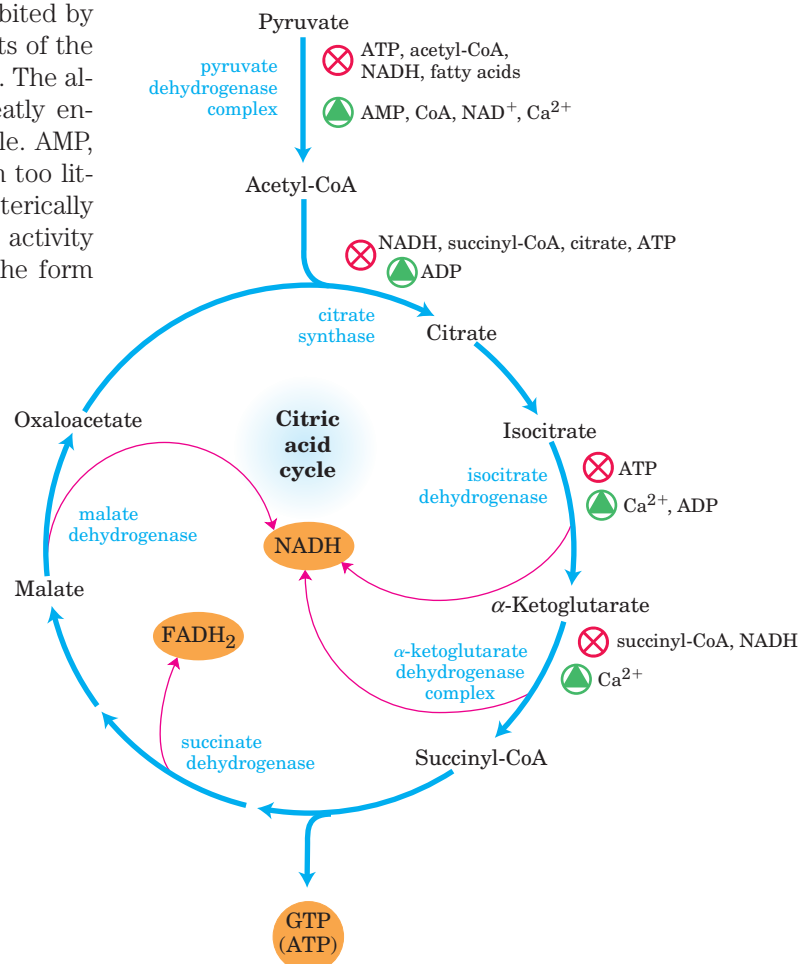 bited by
ts of the
. The al-
eatly en-
le. AMP,
n too lit-
terically
activity
he form
Pyruvate
pyruvate
dehydrogenase
complex
ATP, acetyl-CoA,
NADH, fatty acids
AMP, CoA, NAD⁺, Ca²⁺
Acetyl-CoA
NADH, succinyl-CoA, citrate, ATP
ADP
citrate
synthase
Citrate
Oxaloacetate
Citric
acid
cycle
Isocitrate
isocitrate
dehydrogenase
ATP
Ca²⁺, ADP
malate
dehydrogenase
NADH
Malate
α-Ketoglutarate
FADH₂
α-ketoglutarate
dehydrogenase
complex
succinyl-CoA, NADH
Ca²⁺
succinate
dehydrogenase
Succinyl-CoA
GTP
(ATP)